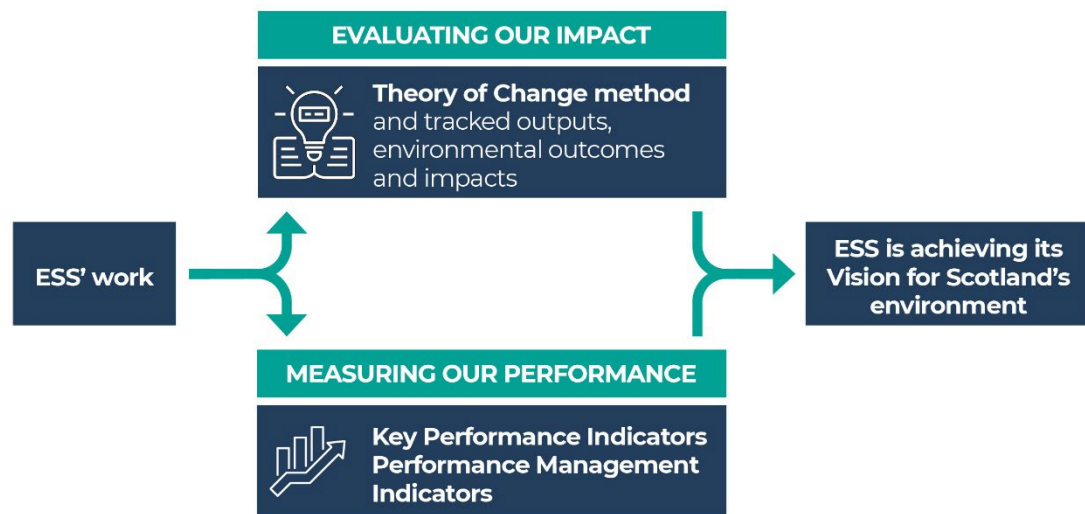 EVALUATING OUR IMPACT
Theory of Change method
and tracked outputs,
environmental outcomes
and impacts
ESS’ work
ESS is achieving its
Vision for Scotland’s
environment
MEASURING OUR PERFORMANCE
Key Performance Indicators
Performance Management
Indicators